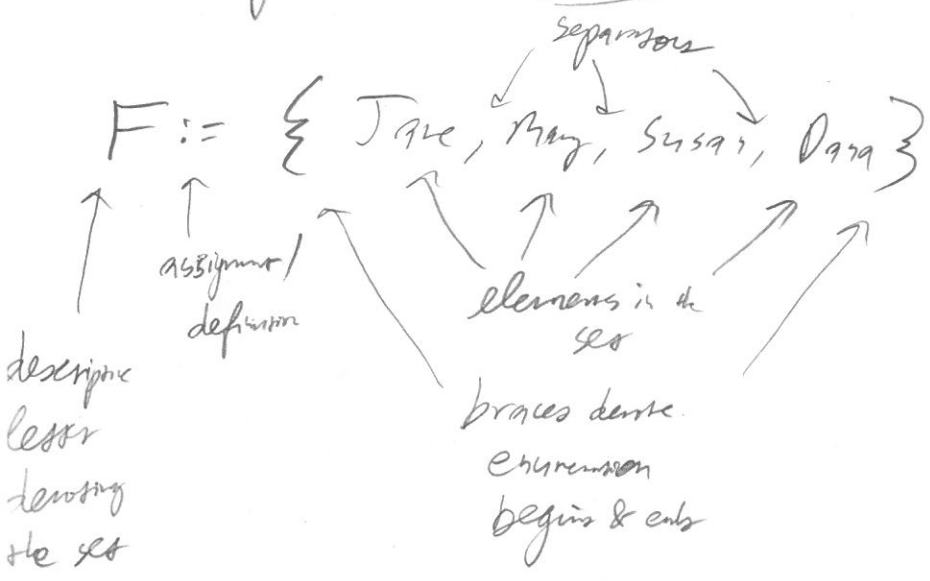 separators
F := { Jane, Mary, Susan, Dana }
assignment/
definition
elements in the
set
descriptive
letter
denoting
the set
braces denote
enumeration
begins & ends